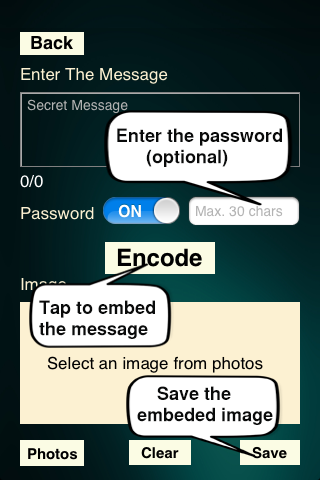 Back
Enter The Message
Secret Message
Enter the password
(optional)
0/0
Password
ON
Max. 30 chars
Encode
Image
Tap to embed
the message
Select an image from photos
Save the
embeded image
Photos
Clear
Save